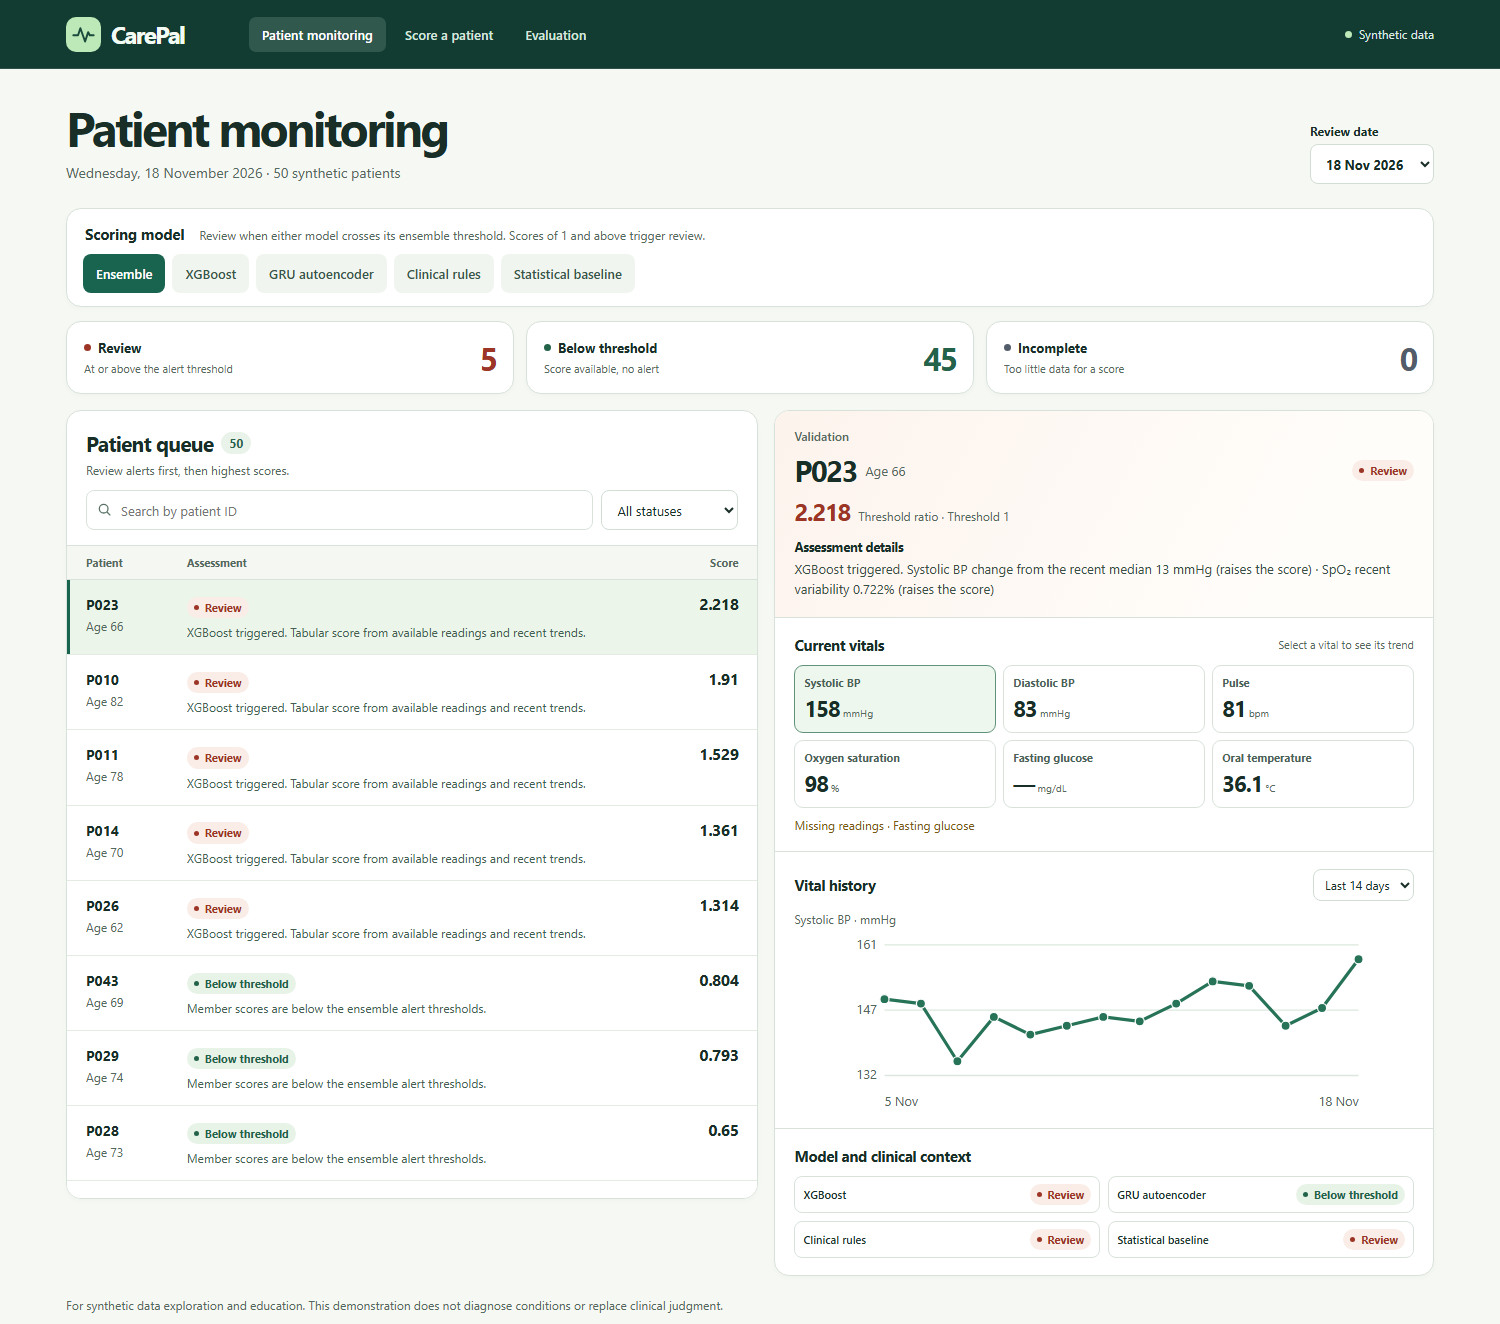 CarePal
Patient monitoring
Score a patient
Evaluation
Synthetic data
Patient monitoring
Wednesday, 18 November 2026 · 50 synthetic patients
Review date
18 Nov 2026
Scoring model
Review when either model crosses its ensemble threshold. Scores of 1 and above trigger review.
Ensemble
XGBoost
GRU autoencoder
Clinical rules
Statistical baseline
Review
At or above the alert threshold
5
Below threshold
Score available, no alert
45
Incomplete
Too little data for a score
0
Patient queue 50
Review alerts first, then highest scores.
Search by patient ID
All statuses
Patient Assessment Score
P023
Age 66
Review
XGBoost triggered. Tabular score from available readings and recent trends.
2.218
P010
Age 82
Review
XGBoost triggered. Tabular score from available readings and recent trends.
1.91
P011
Age 78
Review
XGBoost triggered. Tabular score from available readings and recent trends.
1.529
P014
Age 70
Review
XGBoost triggered. Tabular score from available readings and recent trends.
1.361
P026
Age 62
Review
XGBoost triggered. Tabular score from available readings and recent trends.
1.314
P043
Age 69
Below threshold
Member scores are below the ensemble alert thresholds.
0.804
P029
Age 74
Below threshold
Member scores are below the ensemble alert thresholds.
0.793
P028
Age 73
Below threshold
Member scores are below the ensemble alert thresholds.
0.65
Validation
P023 Age 66
Review
2.218 Threshold ratio · Threshold 1
Assessment details
XGBoost triggered. Systolic BP change from the recent median 13 mmHg (raises the score) · SpO₂ recent
variability 0.722% (raises the score)
Current vitals
Select a vital to see its trend
Systolic BP
158 mmHg
Diastolic BP
83 mmHg
Pulse
81 bpm
Oxygen saturation
98 %
Fasting glucose
— mg/dL
Oral temperature
36.1 °C
Missing readings · Fasting glucose
Vital history
Last 14 days
Systolic BP · mmHg
161
147
132
5 Nov
18 Nov
Model and clinical context
XGBoost Review
GRU autoencoder Below threshold
Clinical rules Review
Statistical baseline Review
For synthetic data exploration and education. This demonstration does not diagnose conditions or replace clinical judgment.